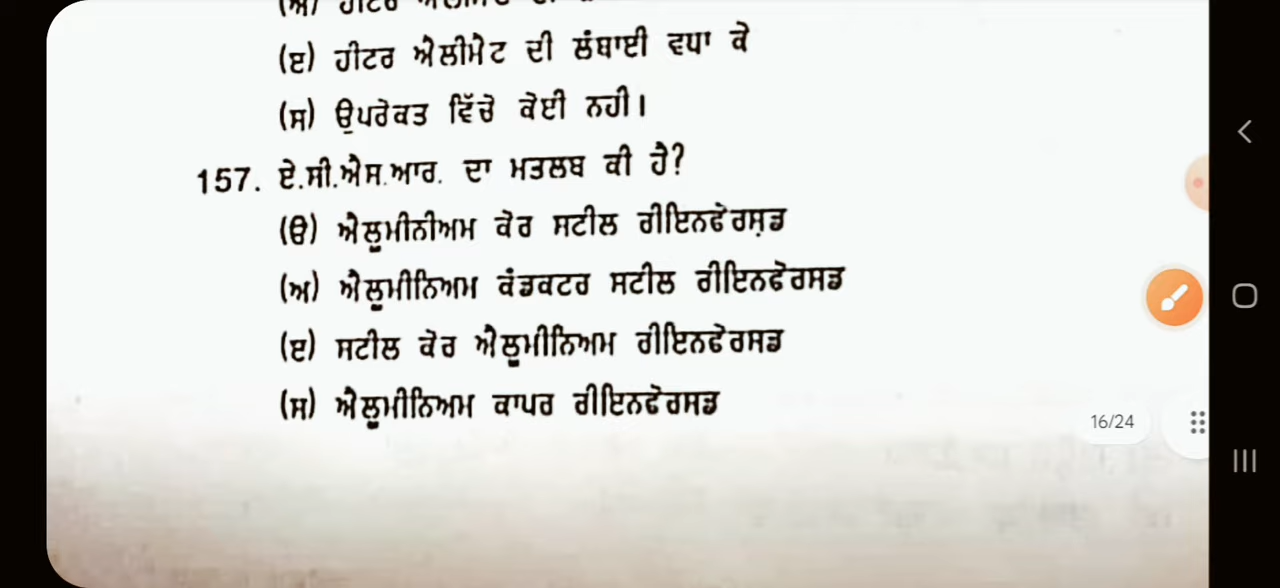 (ੲ) ਹੀਟਰ ਐਲੀਮੈਟ ਦੀ ਲੰਬਾਈ ਵਧਾ ਕੇ
(ਸ) ਉਪਰੋਕਤ ਵਿੱਚੋ ਕੋਈ ਨਹੀ।
157. ਏ.ਸੀ.ਐਸ.ਆਰ. ਦਾ ਮਤਲਬ ਕੀ ਹੈ?
(ੳ) ਐਲੂਮੀਨੀਅਮ ਕੋਰ ਸਟੀਲ ਰੀਇਨਫੋਰਸ਼ਡ
(ਅ) ਐਲੂਮੀਨਿਅਮ ਕੰਡਕਟਰ ਸਟੀਲ ਰੀਇਨਫੋਰਸਡ
(ੲ) ਸਟੀਲ ਕੋਰ ਐਲੂਮੀਨਿਅਮ ਰੀਇਨਫੋਰਸਡ
(ਸ) ਐਲੂਮੀਨਿਅਮ ਕਾਪਰ ਰੀਇਨਫੋਰਸਡ
16/24